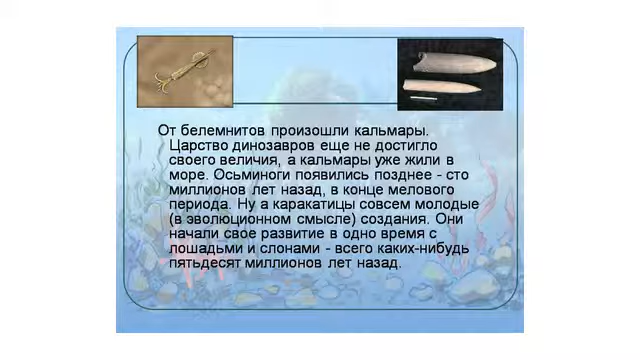 От белемнитов произошли кальмары.
Царство динозавров еще не достигло
своего величия, а кальмары уже жили в
море. Осьминоги появились позднее - сто
миллионов лет назад, в конце мелового
периода. Ну а каракатицы совсем молодые
(в эволюционном смысле) создания. Они
начали свое развитие в одно время с
лошадьми и слонами - всего каких-нибудь
пятьдесят миллионов лет назад.